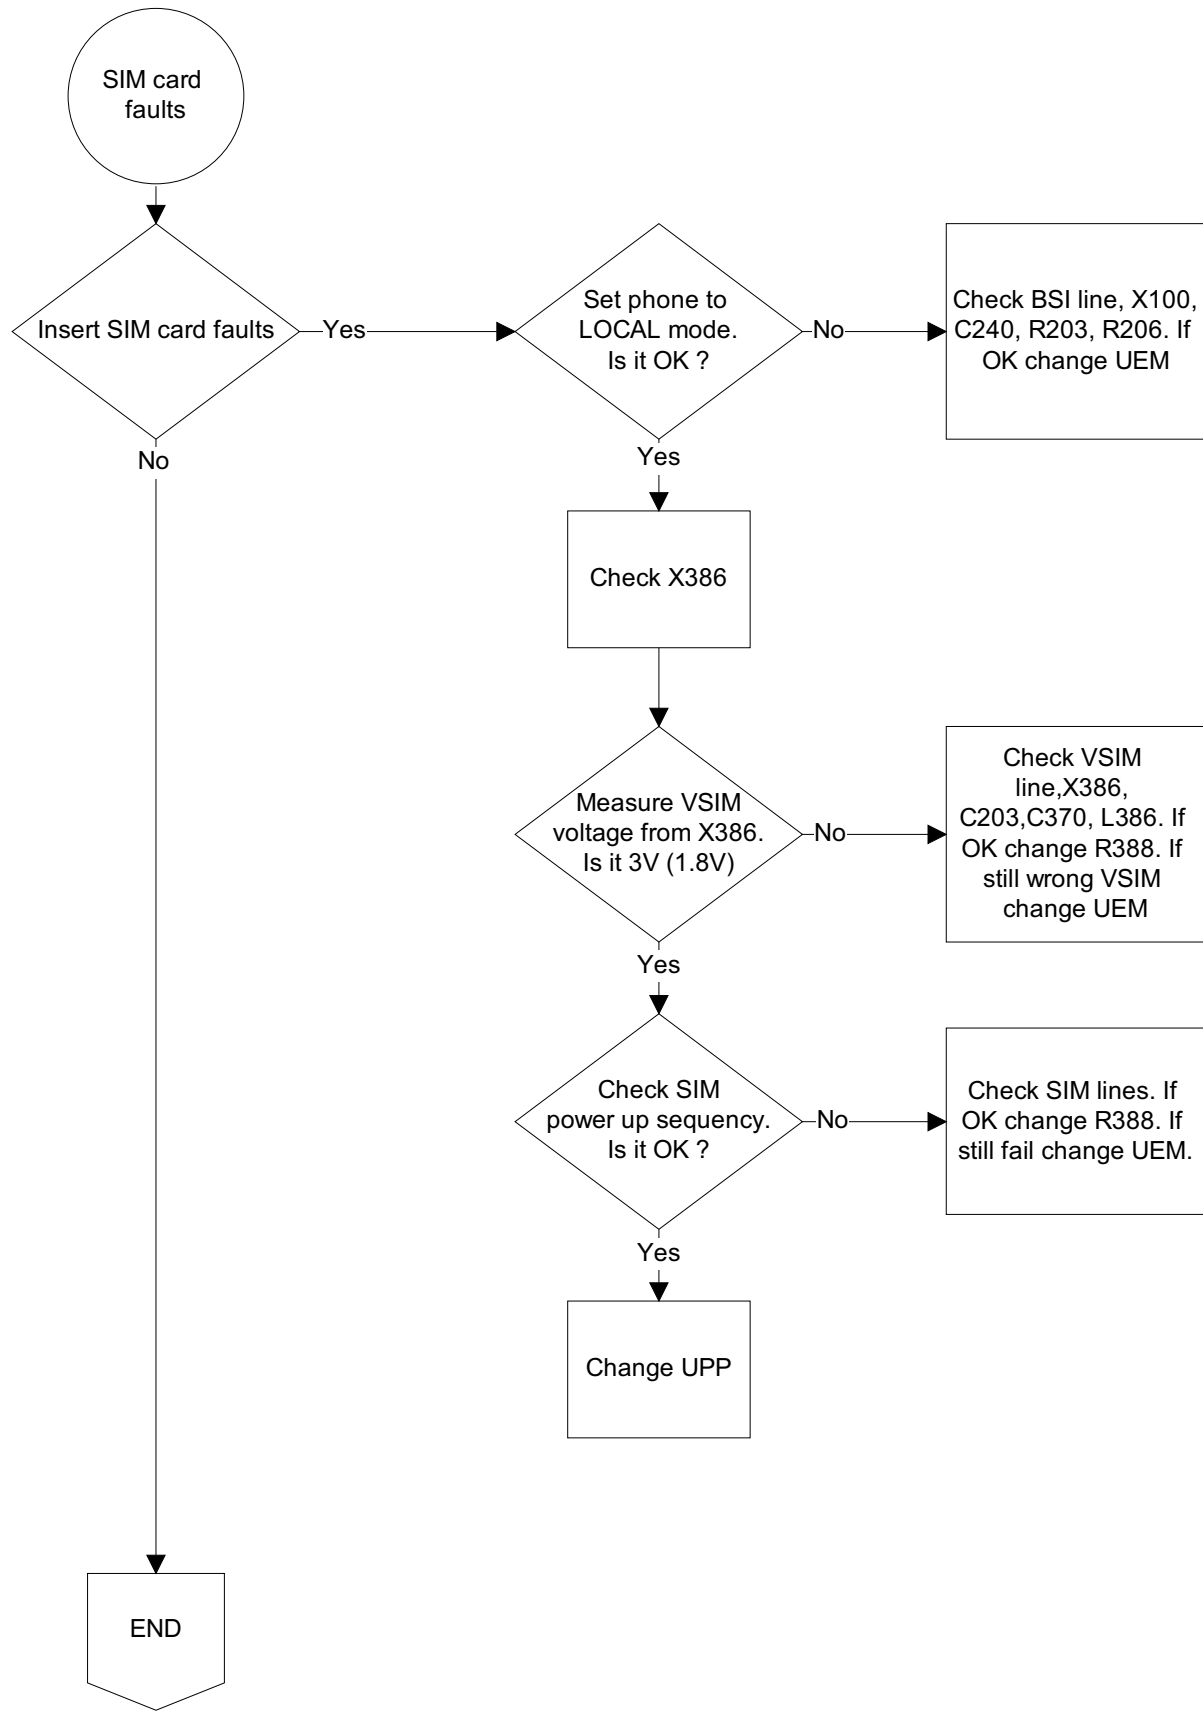 SIM card
faults
Insert SIM card faults
Yes
Set phone to
LOCAL mode.
Is it OK ?
No
Check BSI line, X100,
C240, R203, R206. If
OK change UEM
No
Yes
Check X386
Measure VSIM
voltage from X386.
Is it 3V (1.8V)
No
Check VSIM
line,X386,
C203,C370, L386. If
OK change R388. If
still wrong VSIM
change UEM
Yes
Check SIM
power up sequency.
Is it OK ?
No
Check SIM lines. If
OK change R388. If
still fail change UEM.
Yes
Change UPP
END